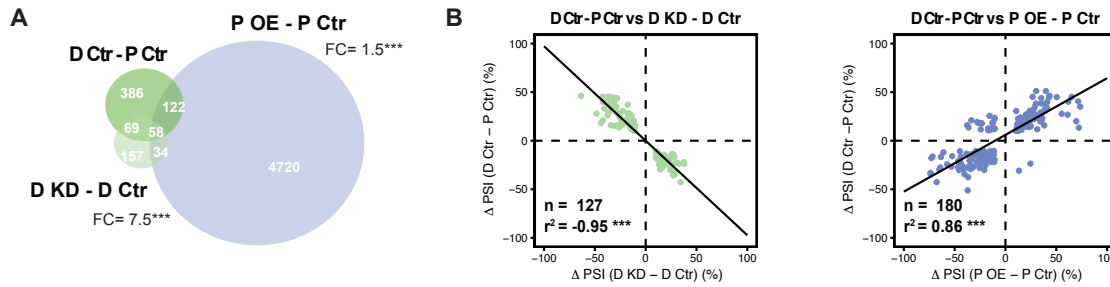 A
P OE - P Ctr
FC= 1.5***
D Ctr - P Ctr
386
122
69
58
157
34
4720
D KD - D Ctr
FC= 7.5***
B
D Ctr-P Ctr vs D KD - D Ctr
Δ PSI (D Ctr – P Ctr) (%)
100
50
0
−50
−100
n = 127
r² = -0.95 ***
−100 −50 0 50 100
Δ PSI (D KD – D Ctr) (%)
D Ctr-P Ctr vs P OE - P Ctr
Δ PSI (D Ctr –P Ctr) (%)
100
50
0
−50
−100
n = 180
r² = 0.86 ***
−100 −50 0 50 100
Δ PSI (P OE – P Ctr) (%)